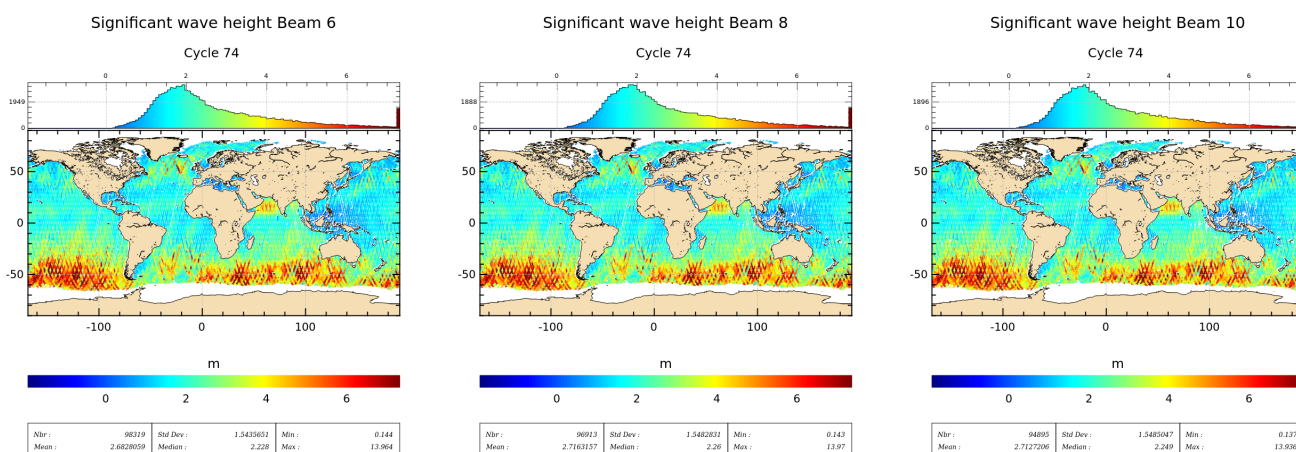 Significant wave height Beam 6
Cycle 74
0 2 4 6
1949
0
50
0
-50
-100 0 100
m
0 2 4 6
Nbr : 98319 Std Dev : 1.5435651 Min : 0.144
Mean : 2.6828059 Median : 2.228 Max : 13.964
Significant wave height Beam 8
Cycle 74
0 2 4 6
1888
0
50
0
-50
-100 0 100
m
0 2 4 6
Nbr : 96913 Std Dev : 1.5482831 Min : 0.143
Mean : 2.7163157 Median : 2.26 Max : 13.97
Significant wave height Beam 10
Cycle 74
0 2 4 6
1896
0
50
0
-50
-100 0 100
m
0 2 4 6
Nbr : 94895 Std Dev : 1.5485047 Min : 0.137
Mean : 2.7127206 Median : 2.249 Max : 13.936